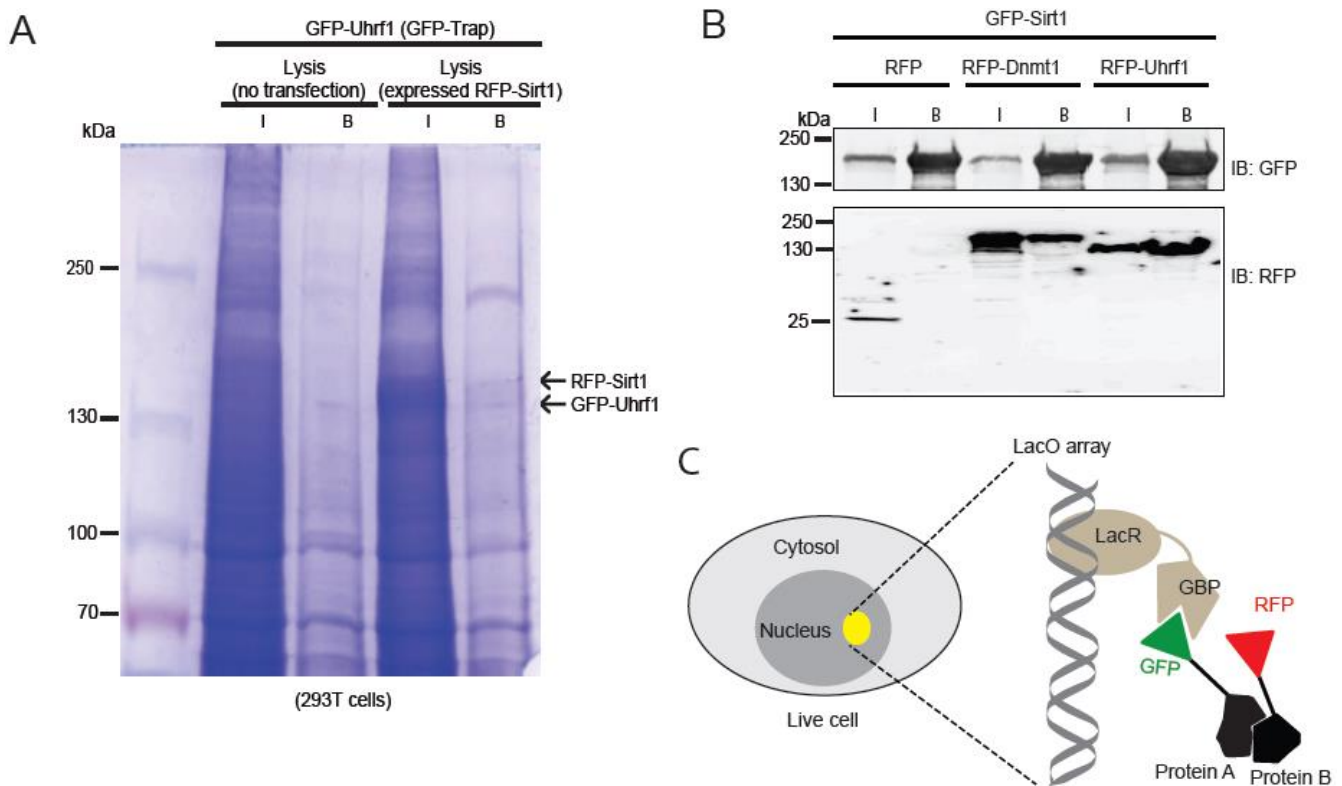 A
GFP-Uhrf1 (GFP-Trap)
Lysis
(no transfection)
Lysis
(expressed RFP-Sirt1)
kDa
I B I B
250
RFP-Sirt1
GFP-Uhrf1
130
100
70
(293T cells)
B
GFP-Sirt1
RFP RFP-Dnmt1 RFP-Uhrf1
kDa
I B I B I B
250
130
IB: GFP
250
130
25
IB: RFP
C
LacO array
Cytosol
Nucleus
Live cell
LacR
GBP
RFP
GFP
Protein A
Protein B